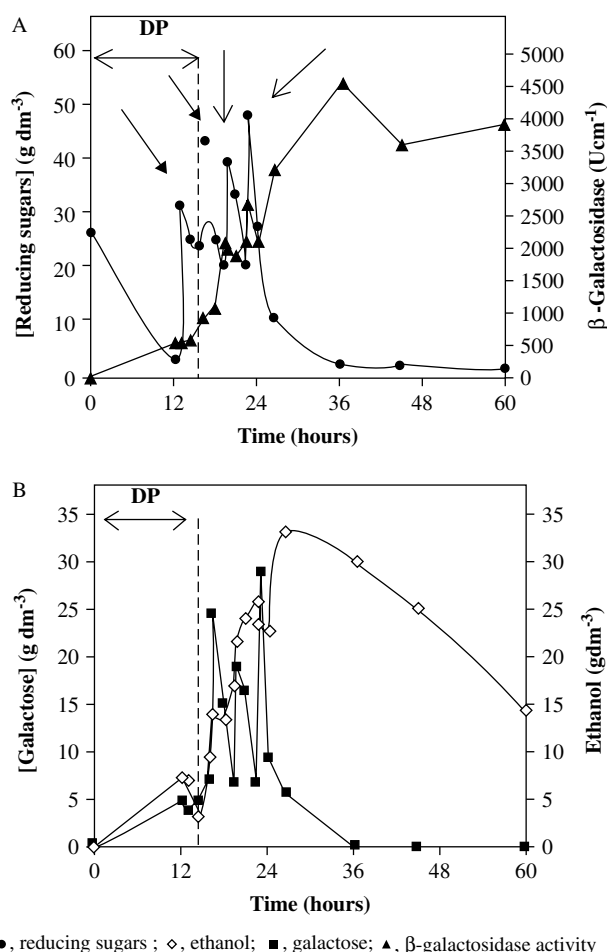 A
DP
[Reducing sugars] (g dm-3)
60
50
40
30
20
10
0
5000
4500
4000
3500
3000
2500
2000
1500
1000
500
0
β -Galactosidase (Ucm-1)
0 12 24 36 48 60
Time (hours)
B
DP
[Galactose] (g dm-3)
35
30
25
20
15
10
5
0
35
30
25
20
15
10
5
0
Ethanol (gdm-3)
0 12 24 36 48 60
Time (hours)
●, reducing sugars ; ◇, ethanol; ■, galactose; ▲, β-galactosidase activity